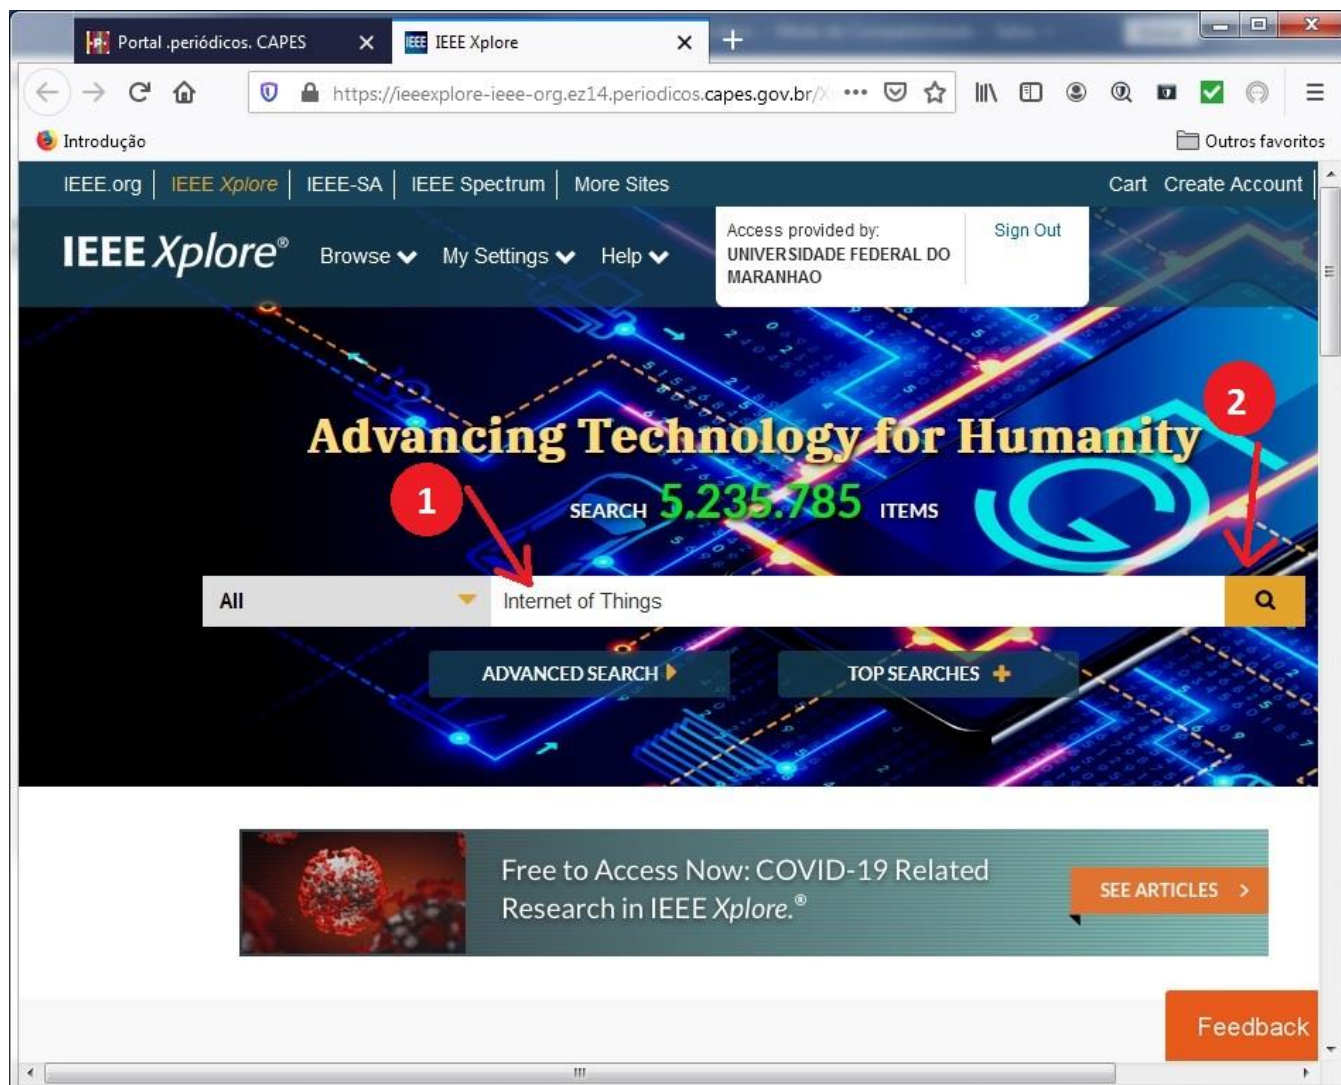 Portal .periódicos. CAPES
IEEE IEEE Xplore
https://ieeexplore-ieee-org.ez14.periodicos.capes.gov.br/X
Introdução
Outros favoritos
IEEE.org | IEEE Xplore | IEEE-SA | IEEE Spectrum | More Sites
Cart Create Account
IEEE Xplore®
Browse My Settings Help
Access provided by:
UNIVERSIDADE FEDERAL DO
MARANHAO
Sign Out
2
Advancing Technology for Humanity
1
SEARCH 5.235.785 ITEMS
All
Internet of Things
ADVANCED SEARCH
TOP SEARCHES
Free to Access Now: COVID-19 Related
Research in IEEE Xplore.®
SEE ARTICLES >
Feedback